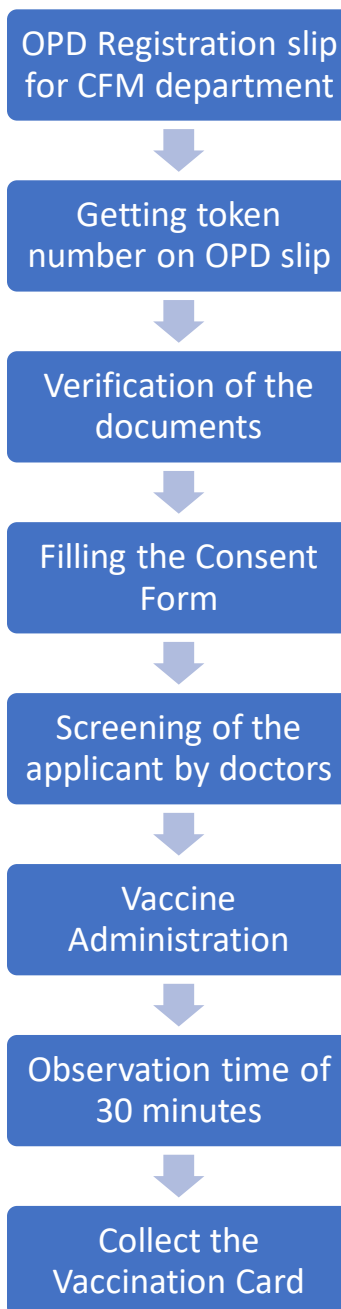 OPD Registration slip
for CFM department
Getting token
number on OPD slip
Verification of the
documents
Filling the Consent
Form
Screening of the
applicant by doctors
Vaccine
Administration
Observation time of
30 minutes
Collect the
Vaccination Card